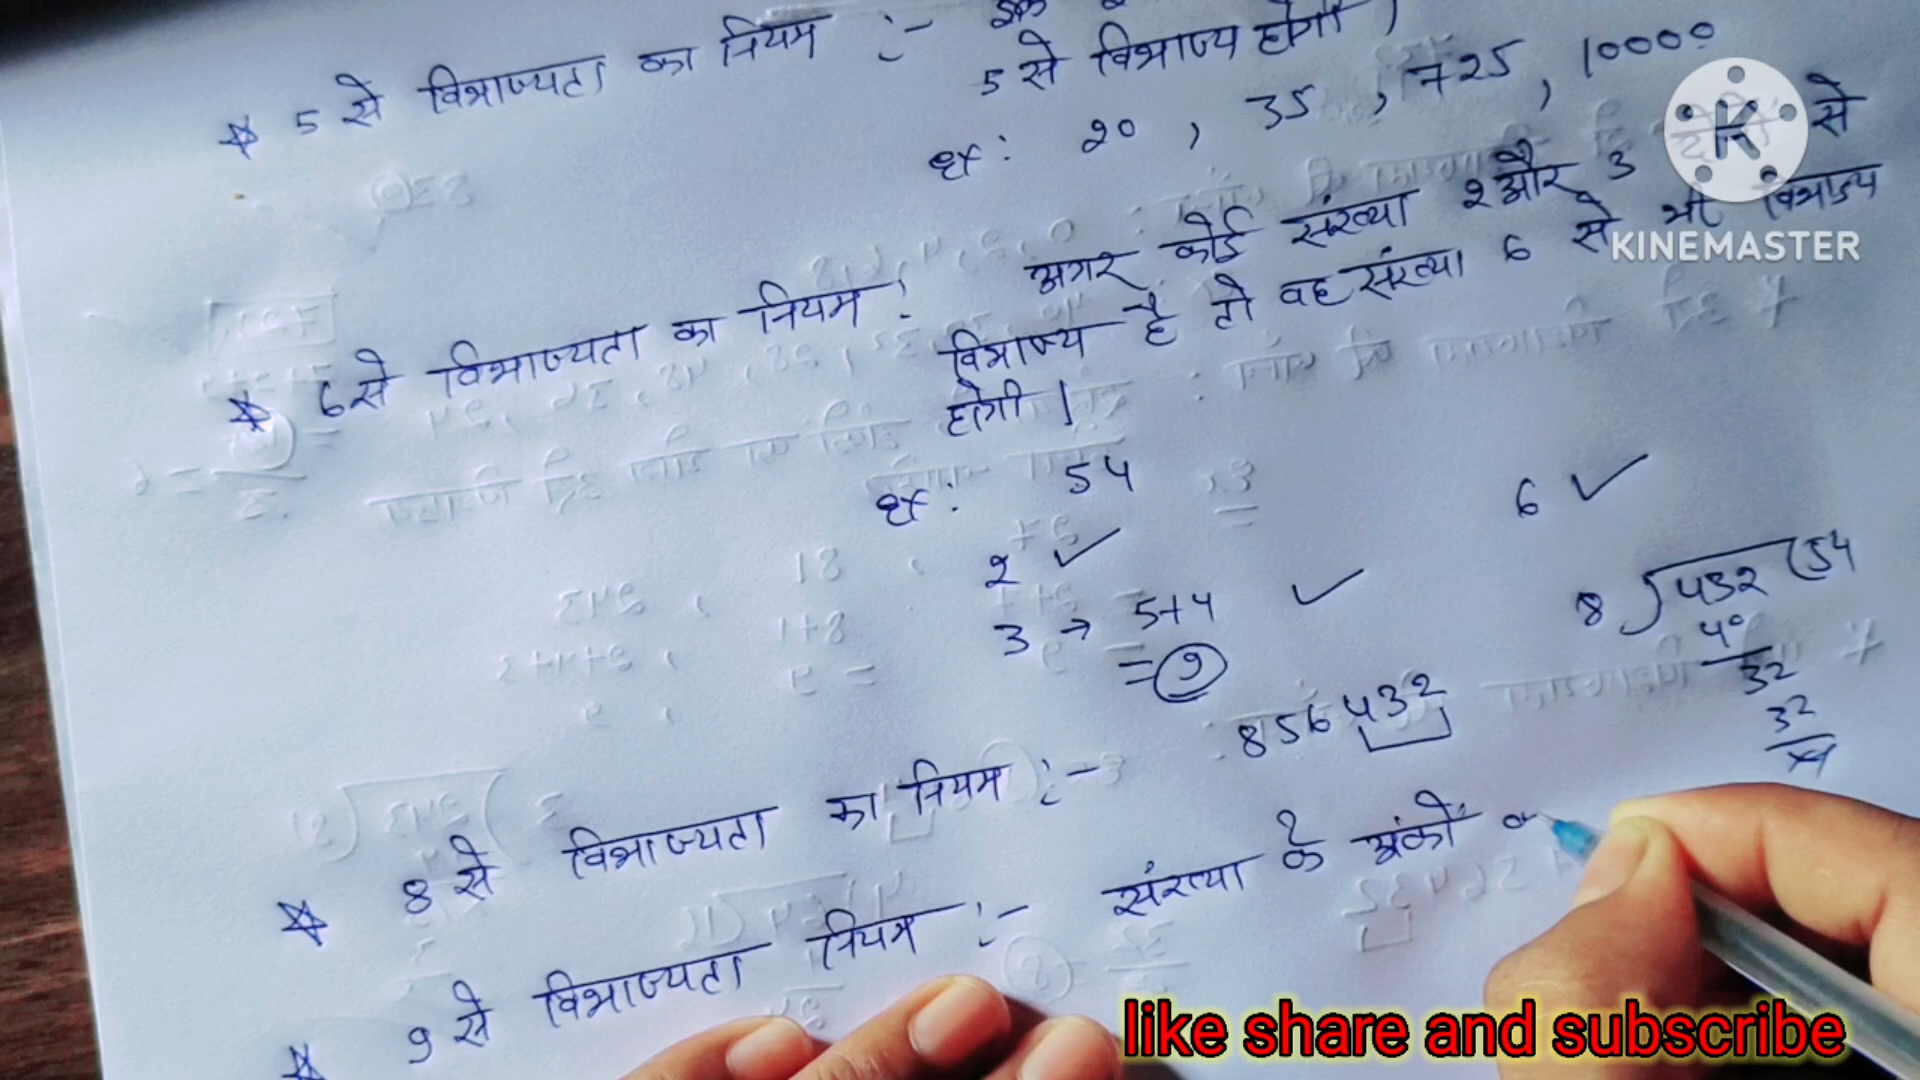 * 5 से विभाज्यता का नियम :-
5 से विभाज्य होगी।
ex: 20, 35, 725, 10000
* 6 से विभाज्यता का नियम : अगर कोई संख्या 2 और 3 से
विभाज्य है तो वह संख्या 6 से भी विभाज्य
होगी।
ex: 54
2 ✓
6 ✓
3 → 5+4 ✓
= 9
8 ) 432 ( 54
40
32
32
* 8 से विभाज्यता का नियम :- 856432
* 9 से विभाज्यता नियम :- संख्या के अंकों
K
KINEMASTER
like share and subscribe